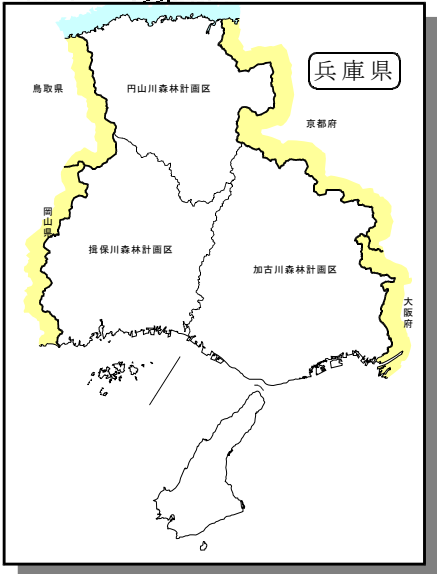 兵庫県
鳥取県
円山川森林計画区
京都府
岡山県
揖保川森林計画区
加古川森林計画区
大阪府